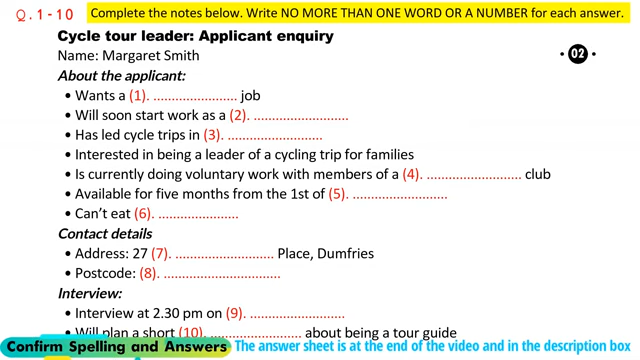 Q.1-10 Complete the notes below. Write NO MORE THAN ONE WORD OR A NUMBER for each answer.
Cycle tour leader: Applicant enquiry
Name: Margaret Smith
• 02 •
About the applicant:
• Wants a (1). ........................ job
• Will soon start work as a (2). ...........................
• Has led cycle trips in (3). ...........................
• Interested in being a leader of a cycling trip for families
• Is currently doing voluntary work with members of a (4). ........................... club
• Available for five months from the 1st of (5). ...........................
• Can't eat (6). .......................
Contact details
• Address: 27 (7). ............................ Place, Dumfries
• Postcode: (8). .................................
Interview:
• Interview at 2.30 pm on (9). ...........................
• Will plan a short (10). .......................... about being a tour guide
Confirm Spelling and Answers The answer sheet is at the end of the video and in the description box